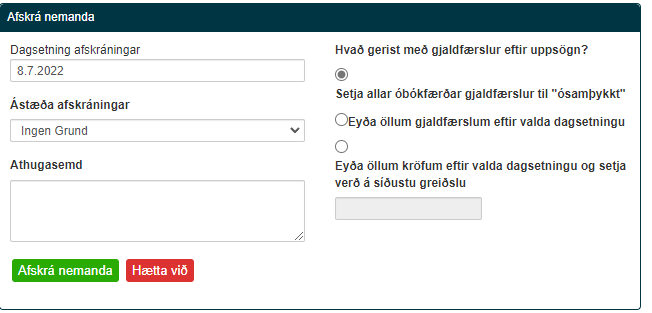 Afskrá nemanda
Dagsetning afskráningar
8.7.2022
Ástæða afskráningar
Ingen Grund
Athugasemd
Afskrá nemanda
Hætta við
Hvað gerist með gjaldfærslur eftir uppsögn?
Setja allar óbókfærðar gjaldfærslur til "ósamþykkt"
Eyða öllum gjaldfærslum eftir valda dagsetningu
Eyða öllum kröfum eftir valda dagsetningu og setja
verð á síðustu greiðslu